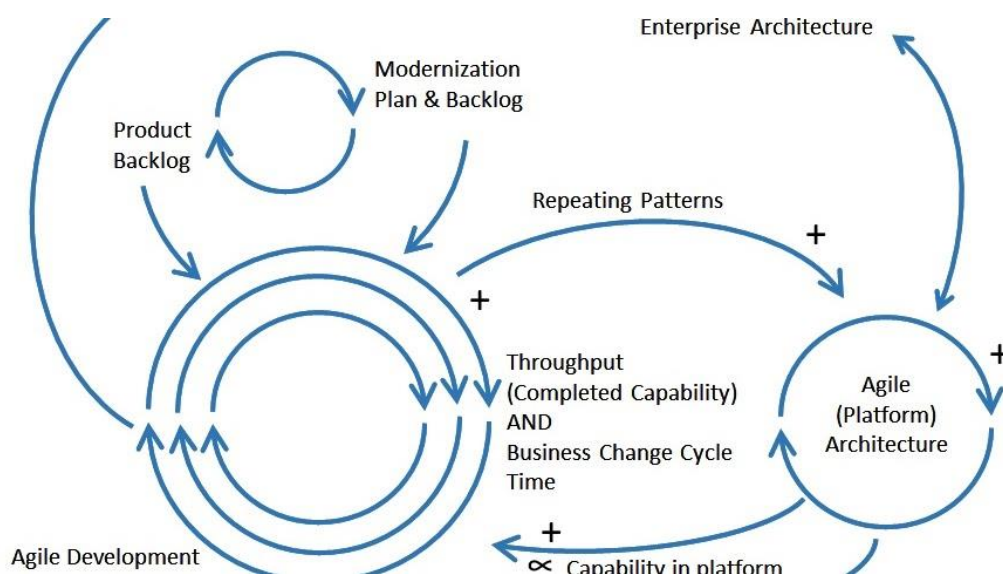 Enterprise Architecture
Modernization
Plan & Backlog
Product
Backlog
Repeating Patterns
+
+
Throughput
(Completed Capability)
AND
Business Change Cycle
Time
+
Agile
(Platform)
Architecture
+
Agile Development
∝ Capability in platform